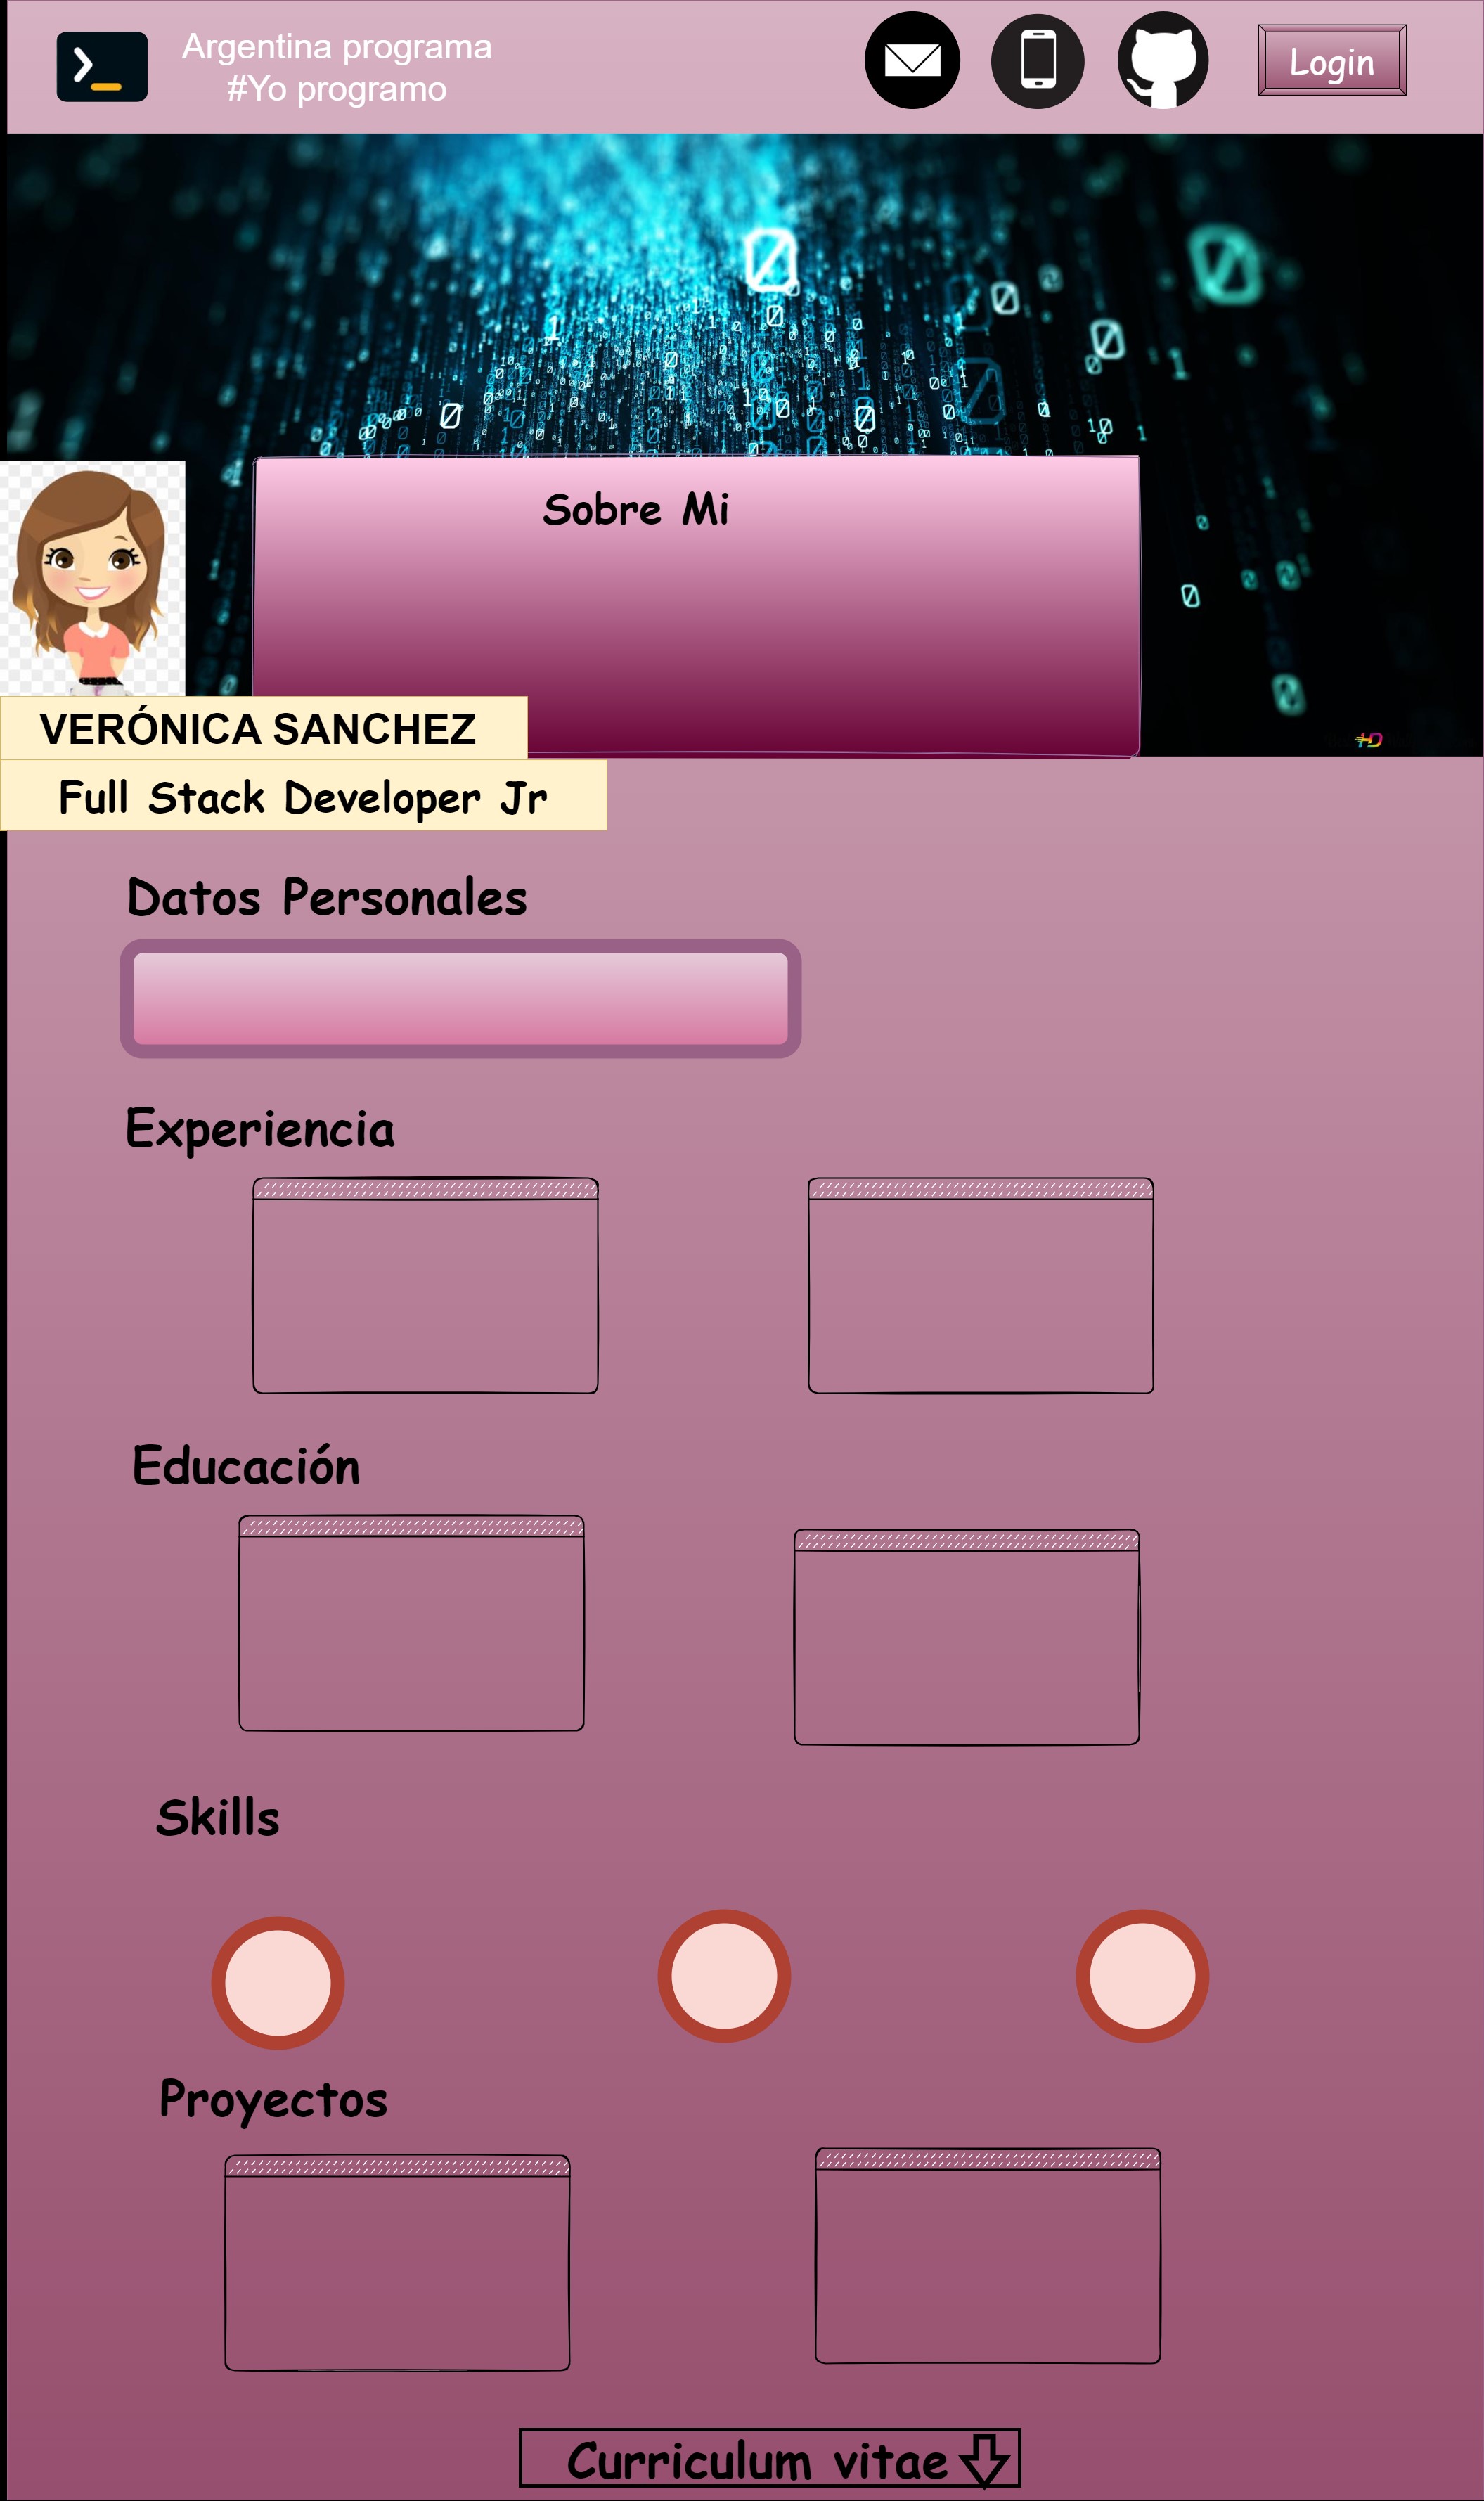 Argentina programa
#Yo programo
Login
Sobre Mi
VERÓNICA SANCHEZ
Full Stack Developer Jr
Datos Personales
Experiencia
Educación
Skills
Proyectos
Curriculum vitae